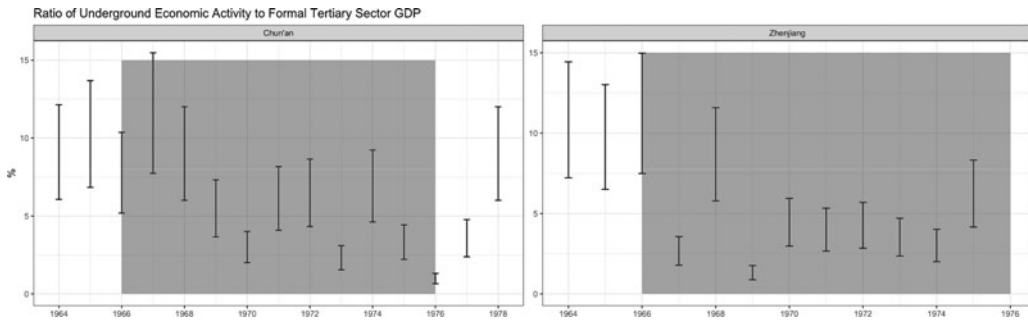 Ratio of Underground Economic Activity to Formal Tertiary Sector GDP
Chun'an
Zhenjiang
%
15
10
5
0
15
10
5
0
1964 1966 1968 1970 1972 1974 1976 1978
1964 1966 1968 1970 1972 1974 1976